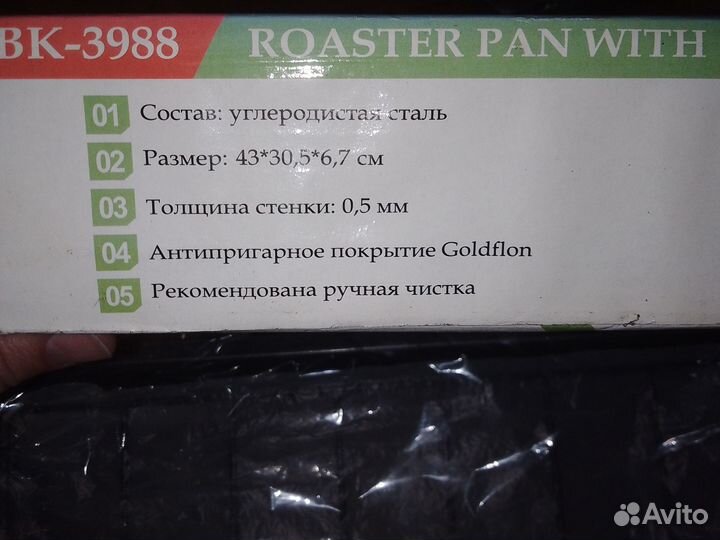 BK-3988 ROASTER PAN WITH
01 Состав: углеродистая сталь
02 Размер: 43*30,5*6,7 см
03 Толщина стенки: 0,5 мм
04 Антипригарное покрытие Goldflon
05 Рекомендована ручная чистка
Avito